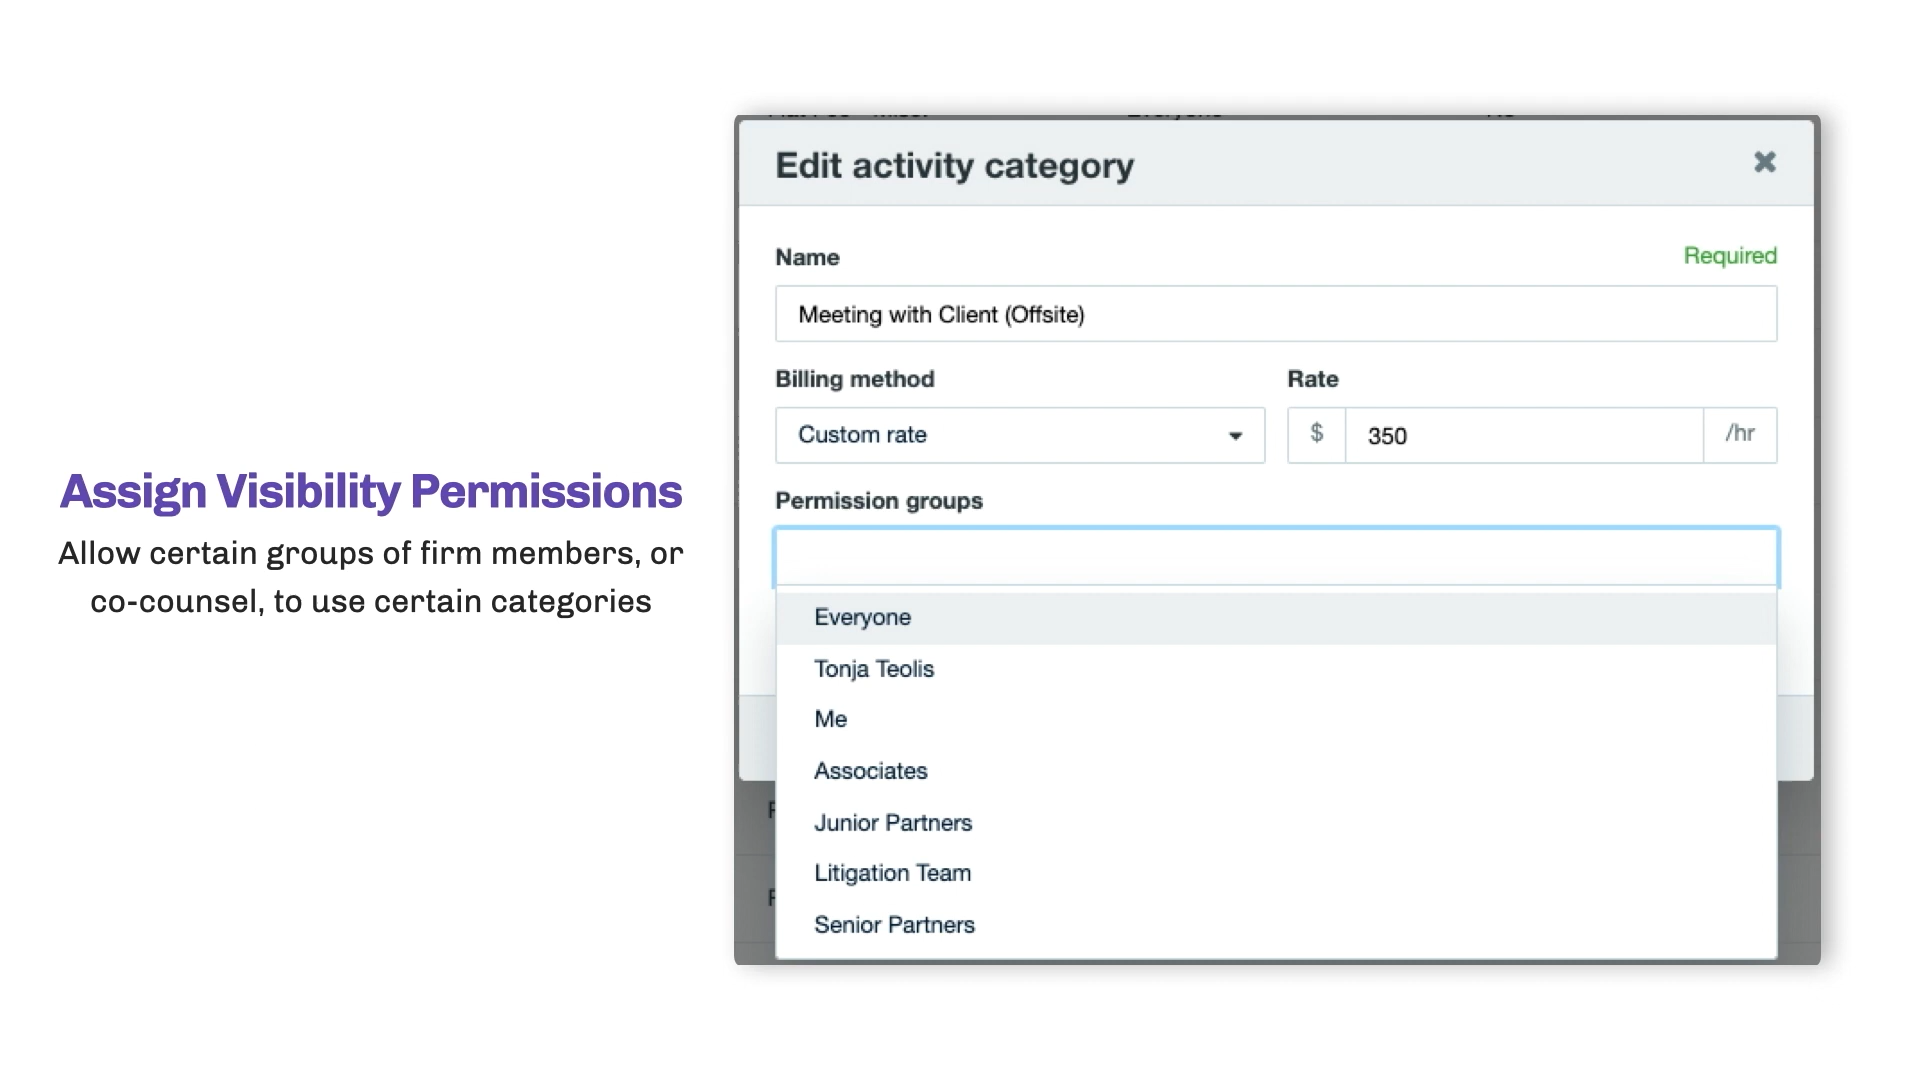 Assign Visibility Permissions
Allow certain groups of firm members, or
co-counsel, to use certain categories
Edit activity category
Name
Required
Meeting with Client (Offsite)
Billing method
Rate
Custom rate
$
350
/hr
Permission groups
Everyone
Tonja Teolis
Me
Associates
Junior Partners
Litigation Team
Senior Partners